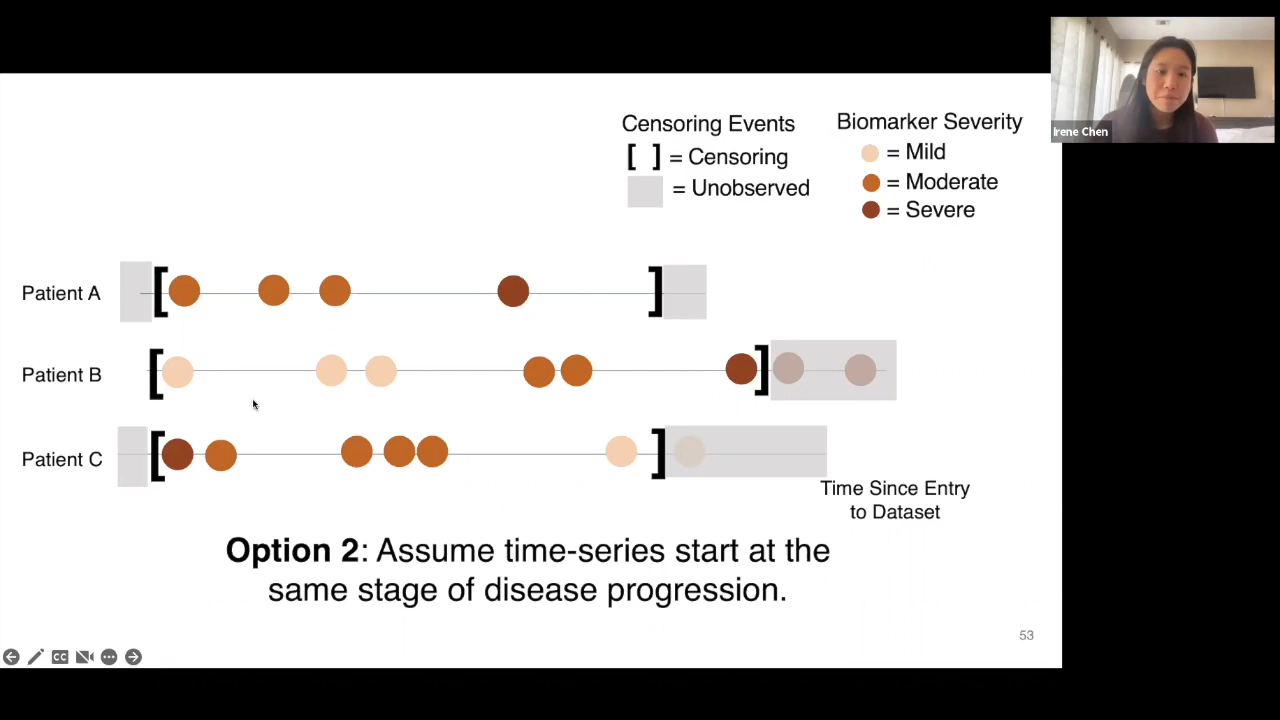 Irene Chen
Censoring Events
[ ] = Censoring
= Unobserved
Biomarker Severity
= Mild
= Moderate
= Severe
Patient A
Patient B
Patient C
Time Since Entry
to Dataset
Option 2: Assume time-series start at the
same stage of disease progression.
53
CC